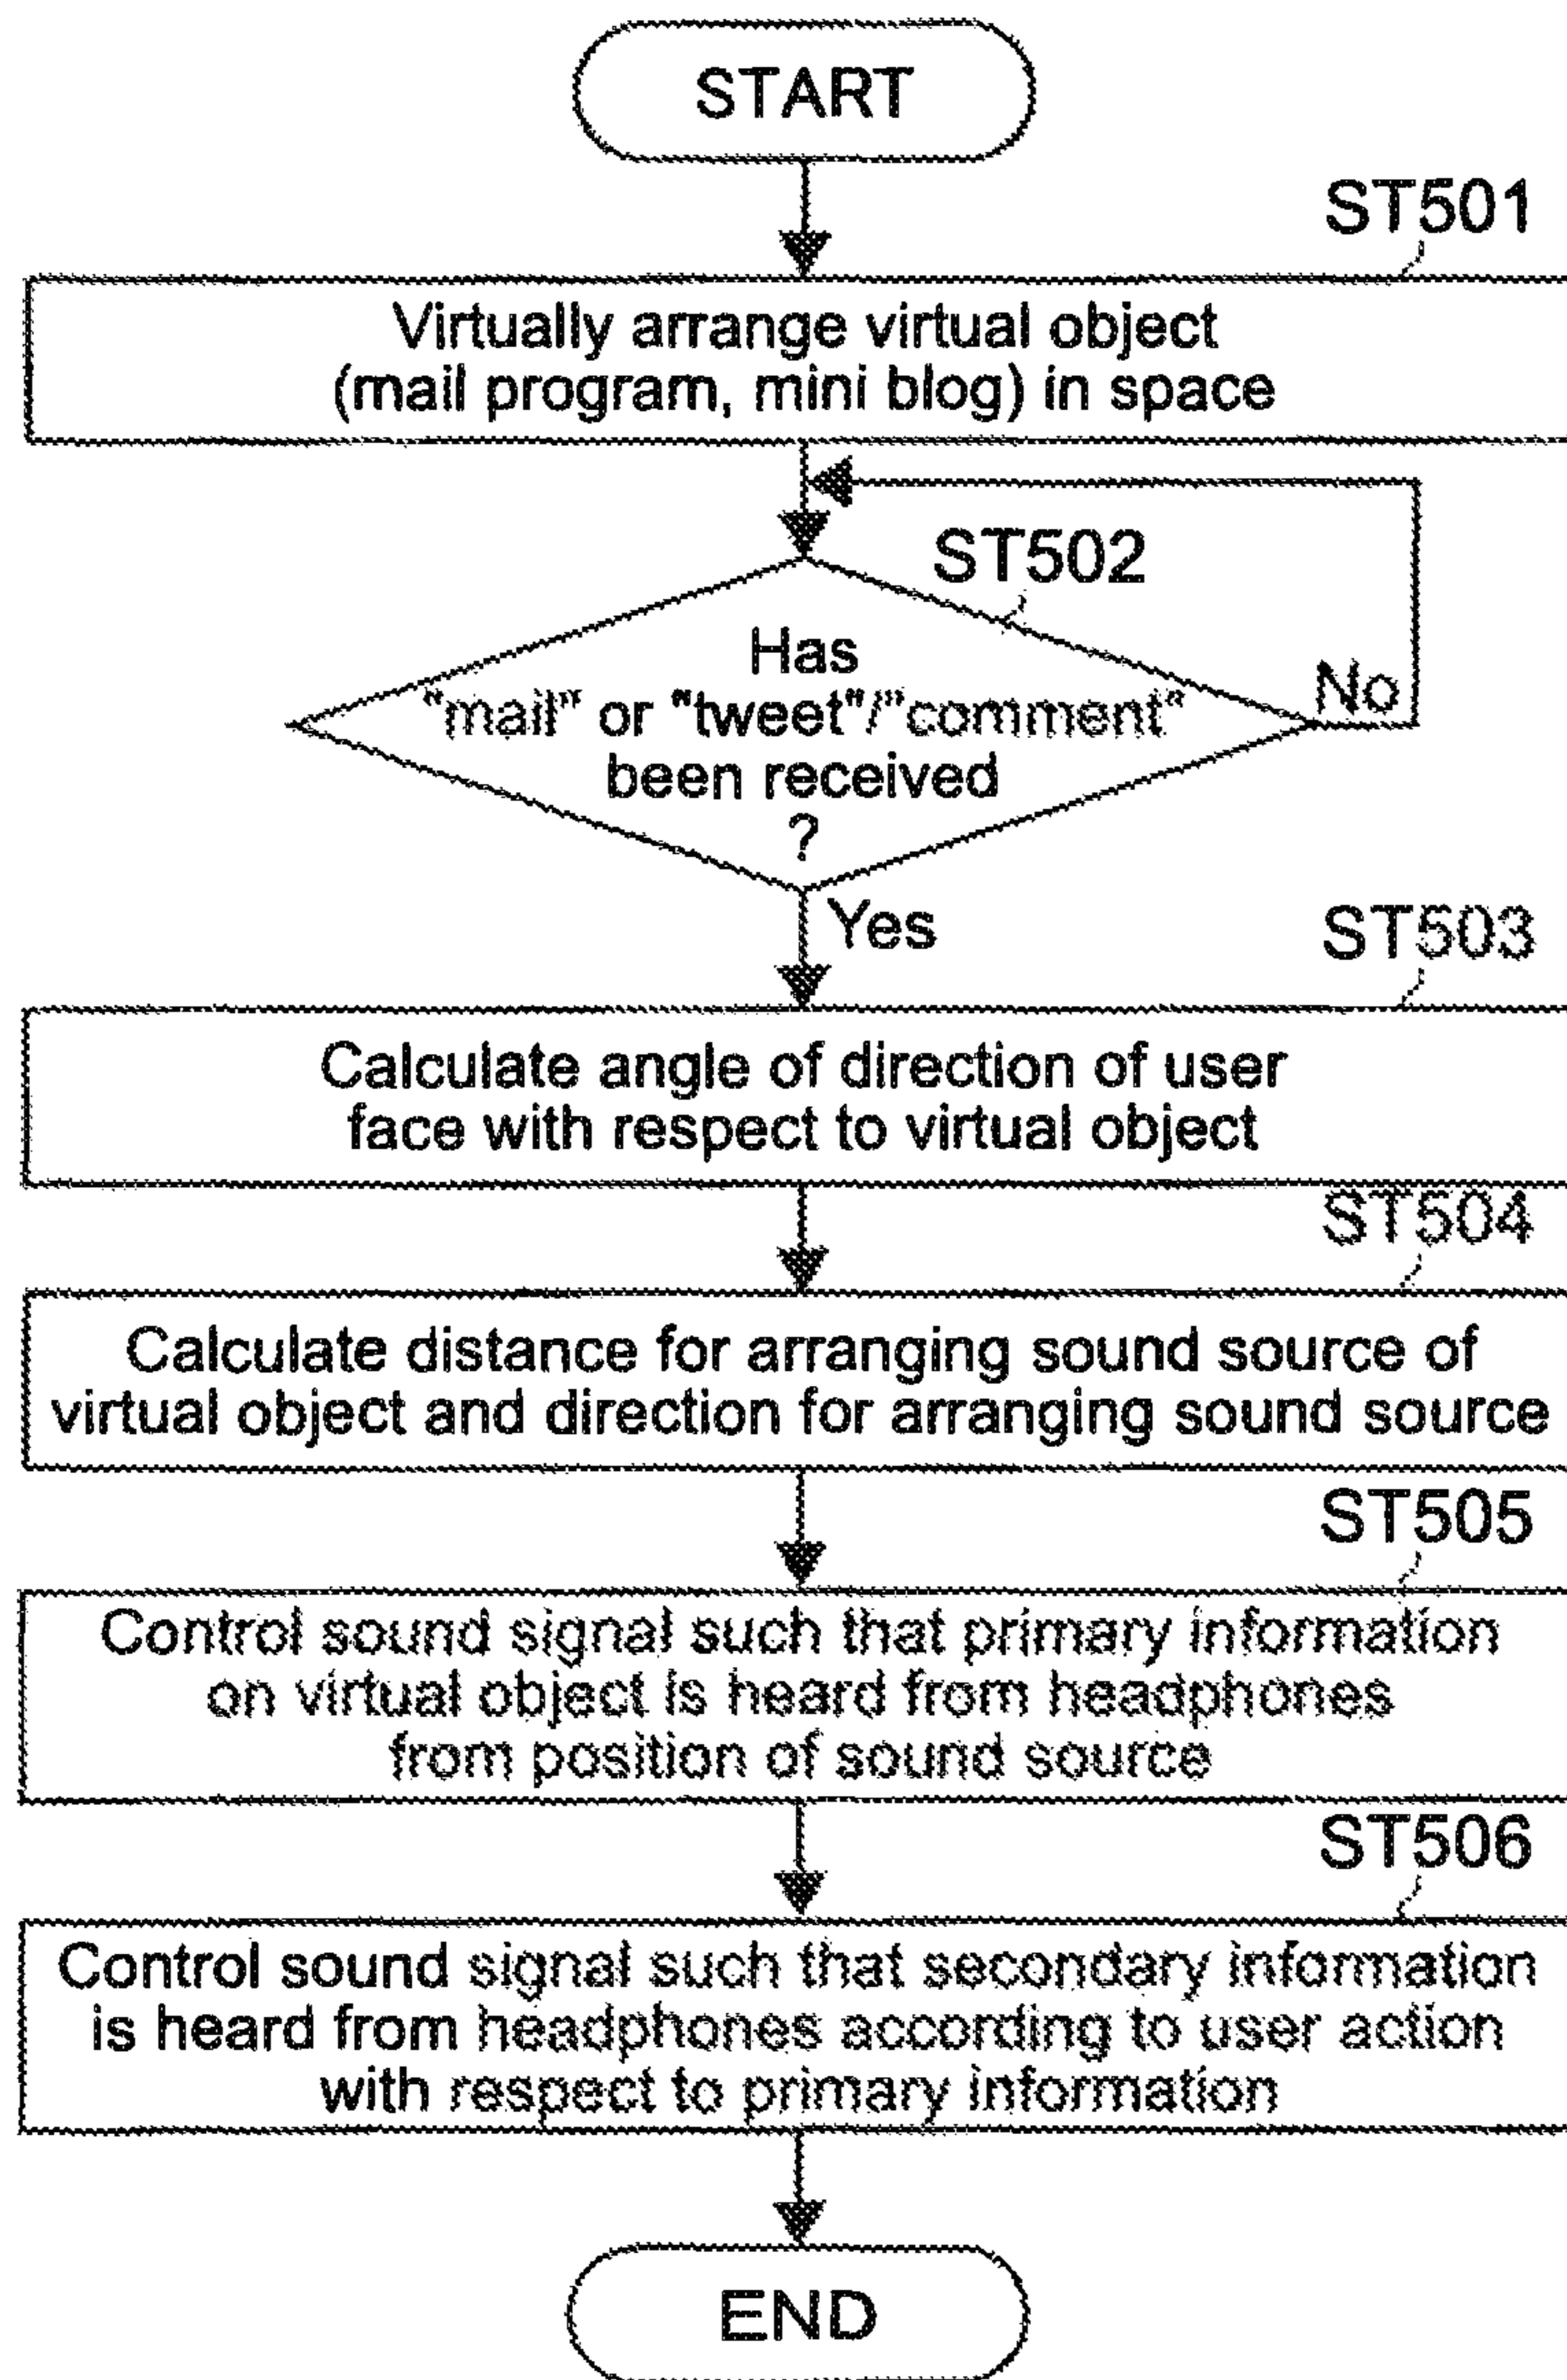 START
ST501
Virtually arrange virtual object
(mail program, mini blog) in space
ST502
Has
"mail" or "tweet"/"comment"
been received
?
No
Yes
ST503
Calculate angle of direction of user
face with respect to virtual object
ST504
Calculate distance for arranging sound source of
virtual object and direction for arranging sound source
ST505
Control sound signal such that primary information
on virtual object is heard from headphones
from position of sound source
ST506
Control sound signal such that secondary information
is heard from headphones according to user action
with respect to primary information
END